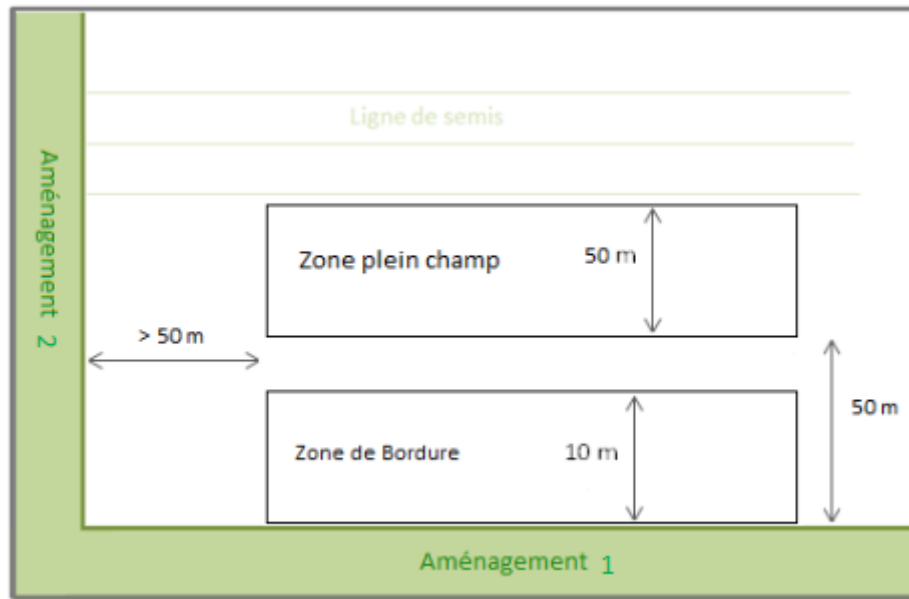 Ligne de semis
Aménagement 2
Zone plein champ
50 m
> 50 m
50 m
Zone de Bordure
10 m
Aménagement 1